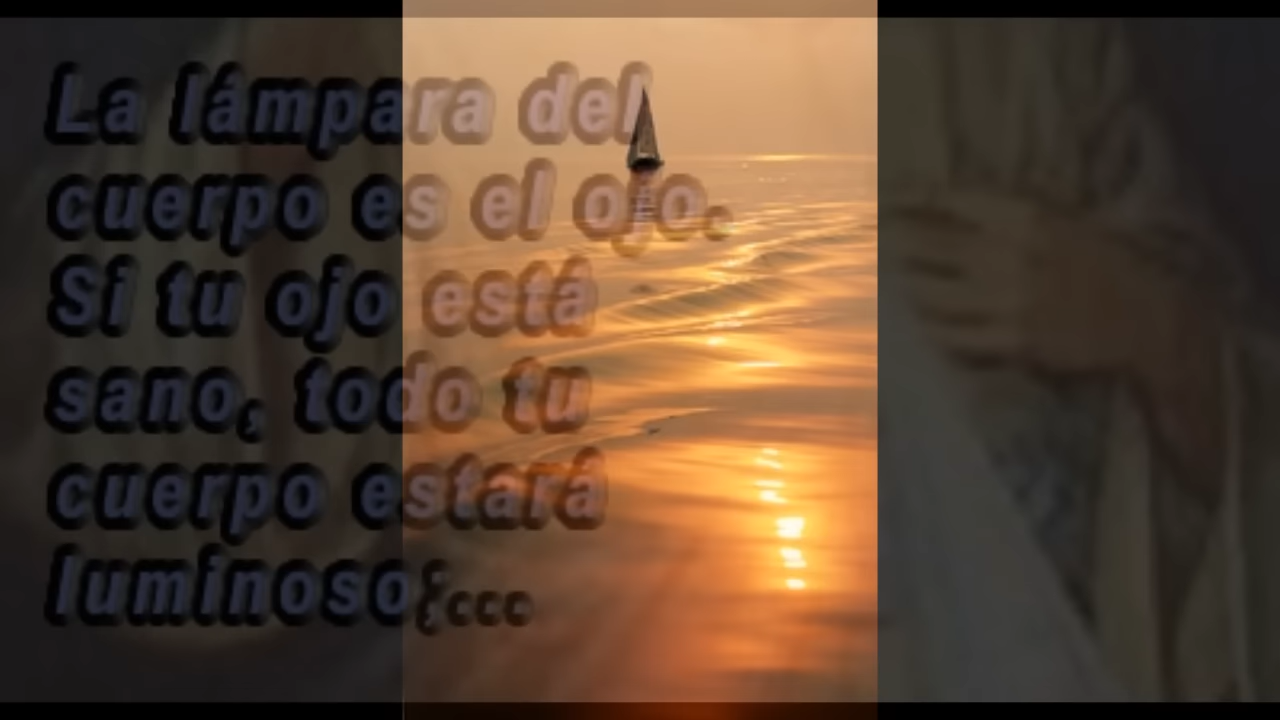 La lámpara del
cuerpo es el ojo.
Si tu ojo está
sano, todo tu
cuerpo estará
luminoso;...